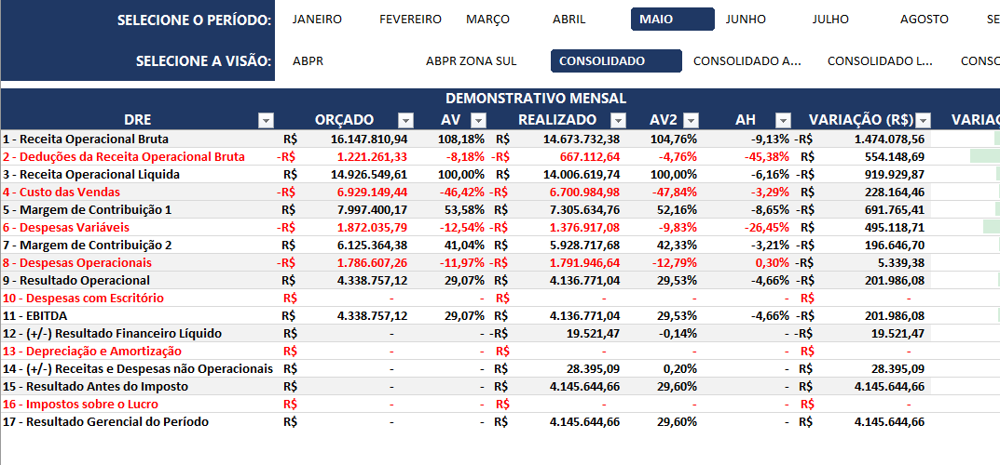 SELECIONE O PERÍODO: JANEIRO FEVEREIRO MARÇO ABRIL MAIO JUNHO JULHO AGOSTO SE
SELECIONE A VISÃO: ABPR ABPR ZONA SUL CONSOLIDADO CONSOLIDADO A... CONSOLIDADO L... CONSO
DEMONSTRATIVO MENSAL
DRE ORÇADO AV REALIZADO AV2 AH VARIAÇÃO (R$) VARIAÇ
1 - Receita Operacional Bruta R$ 16.147.810,94 108,18% R$ 14.673.732,38 104,76% -9,13% -R$ 1.474.078,56
2 - Deduções da Receita Operacional Bruta -R$ 1.221.261,33 -8,18% -R$ 667.112,64 -4,76% -45,38% R$ 554.148,69
3 - Receita Operacional Liquida R$ 14.926.549,61 100,00% R$ 14.006.619,74 100,00% -6,16% -R$ 919.929,87
4 - Custo das Vendas -R$ 6.929.149,44 -46,42% -R$ 6.700.984,98 -47,84% -3,29% R$ 228.164,46
5 - Margem de Contribuição 1 R$ 7.997.400,17 53,58% R$ 7.305.634,76 52,16% -8,65% -R$ 691.765,41
6 - Despesas Variáveis -R$ 1.872.035,79 -12,54% -R$ 1.376.917,08 -9,83% -26,45% R$ 495.118,71
7 - Margem de Contribuição 2 R$ 6.125.364,38 41,04% R$ 5.928.717,68 42,33% -3,21% -R$ 196.646,70
8 - Despesas Operacionais -R$ 1.786.607,26 -11,97% -R$ 1.791.946,64 -12,79% 0,30% -R$ 5.339,38
9 - Resultado Operacional R$ 4.338.757,12 29,07% R$ 4.136.771,04 29,53% -4,66% -R$ 201.986,08
10 - Despesas com Escritório R$ - - R$ - - - R$ -
11 - EBITDA R$ 4.338.757,12 29,07% R$ 4.136.771,04 29,53% -4,66% -R$ 201.986,08
12 - (+/-) Resultado Financeiro Líquido R$ - - -R$ 19.521,47 -0,14% - -R$ 19.521,47
13 - Depreciação e Amortização R$ - - R$ - - - R$ -
14 - (+/-) Receitas e Despesas não Operacionais R$ - - R$ 28.395,09 0,20% - R$ 28.395,09
15 - Resultado Antes do Imposto R$ - - R$ 4.145.644,66 29,60% - R$ 4.145.644,66
16 - Impostos sobre o Lucro R$ - - R$ - - - R$ -
17 - Resultado Gerencial do Período R$ - - R$ 4.145.644,66 29,60% - R$ 4.145.644,66